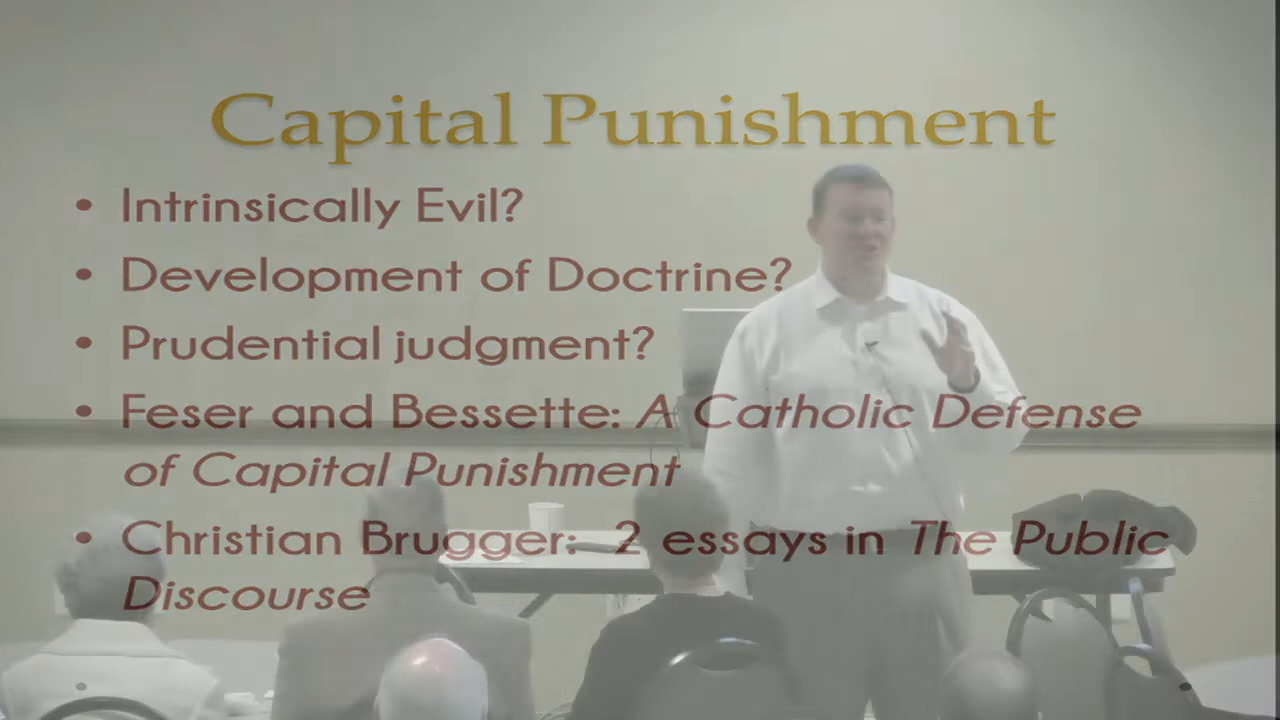 Capital Punishment
• Intrinsically Evil?
• Development of Doctrine?
• Prudential judgment?
• Feser and Bessette: A Catholic Defense
of Capital Punishment
• Christian Brugger: 2 essays in The Public
Discourse